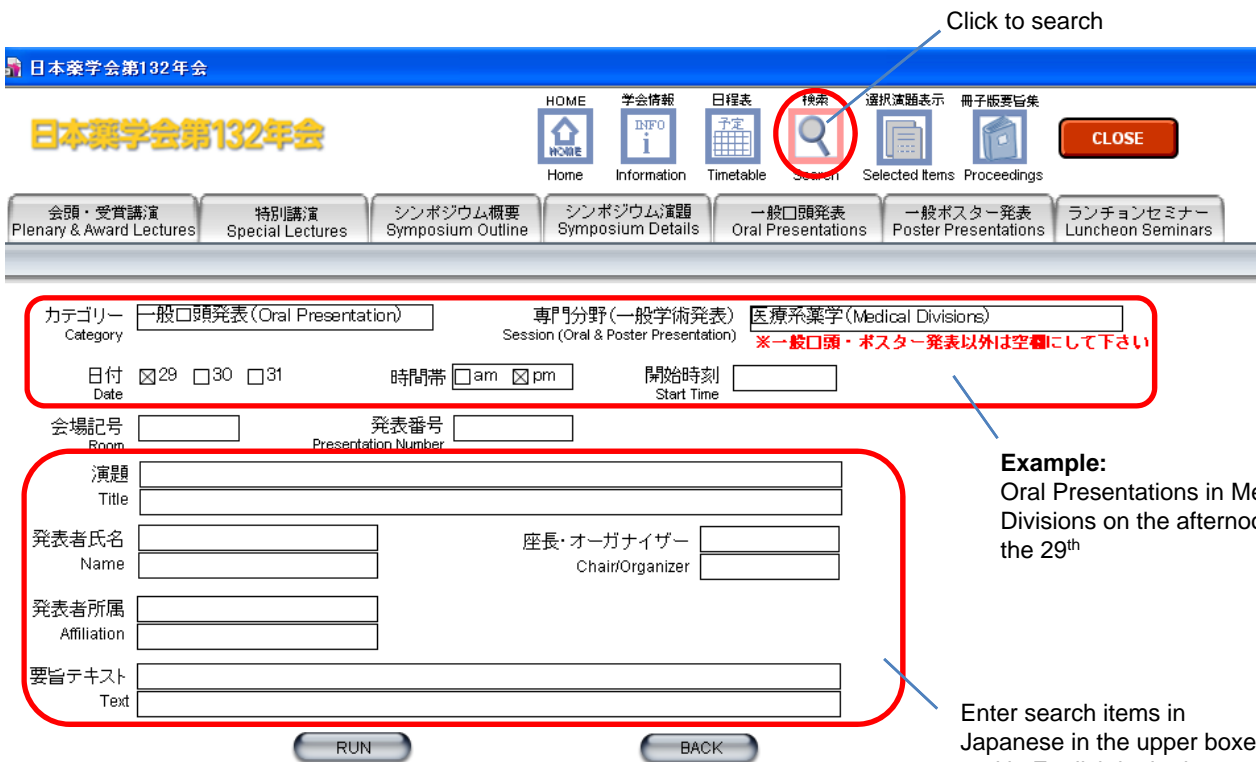 Click to search
日本薬学会第132年会
HOME 学会情報 日程表 検索 選択演題表示 冊子版要旨集
日本薬学会第132年会
INFO
i
予定
HOME
CLOSE
Home Information Timetable Search Selected Items Proceedings
会頭・受賞講演 特別講演 シンポジウム概要 シンポジウム演題 一般口頭発表 一般ポスター発表 ランチョンセミナー
Plenary & Award Lectures Special Lectures Symposium Outline Symposium Details Oral Presentations Poster Presentations Luncheon Seminars
カテゴリー 一般口頭発表(Oral Presentation) 専門分野(一般学術発表) 医療系薬学(Medical Divisions)
Category Session (Oral & Poster Presentation) ※一般口頭・ポスター発表以外は空欄にして下さい
日付 29 30 31 時間帯 am pm 開始時刻
Date Start Time
会場記号 発表番号
Room Presentation Number
演題
Title
発表者氏名 座長・オーガナイザー
Name Chair/Organizer
発表者所属
Affiliation
要旨テキスト
Text
RUN BACK
Example:
Oral Presentations in
Divisions on the
the 29th
Enter search items in
Japanese in the upper